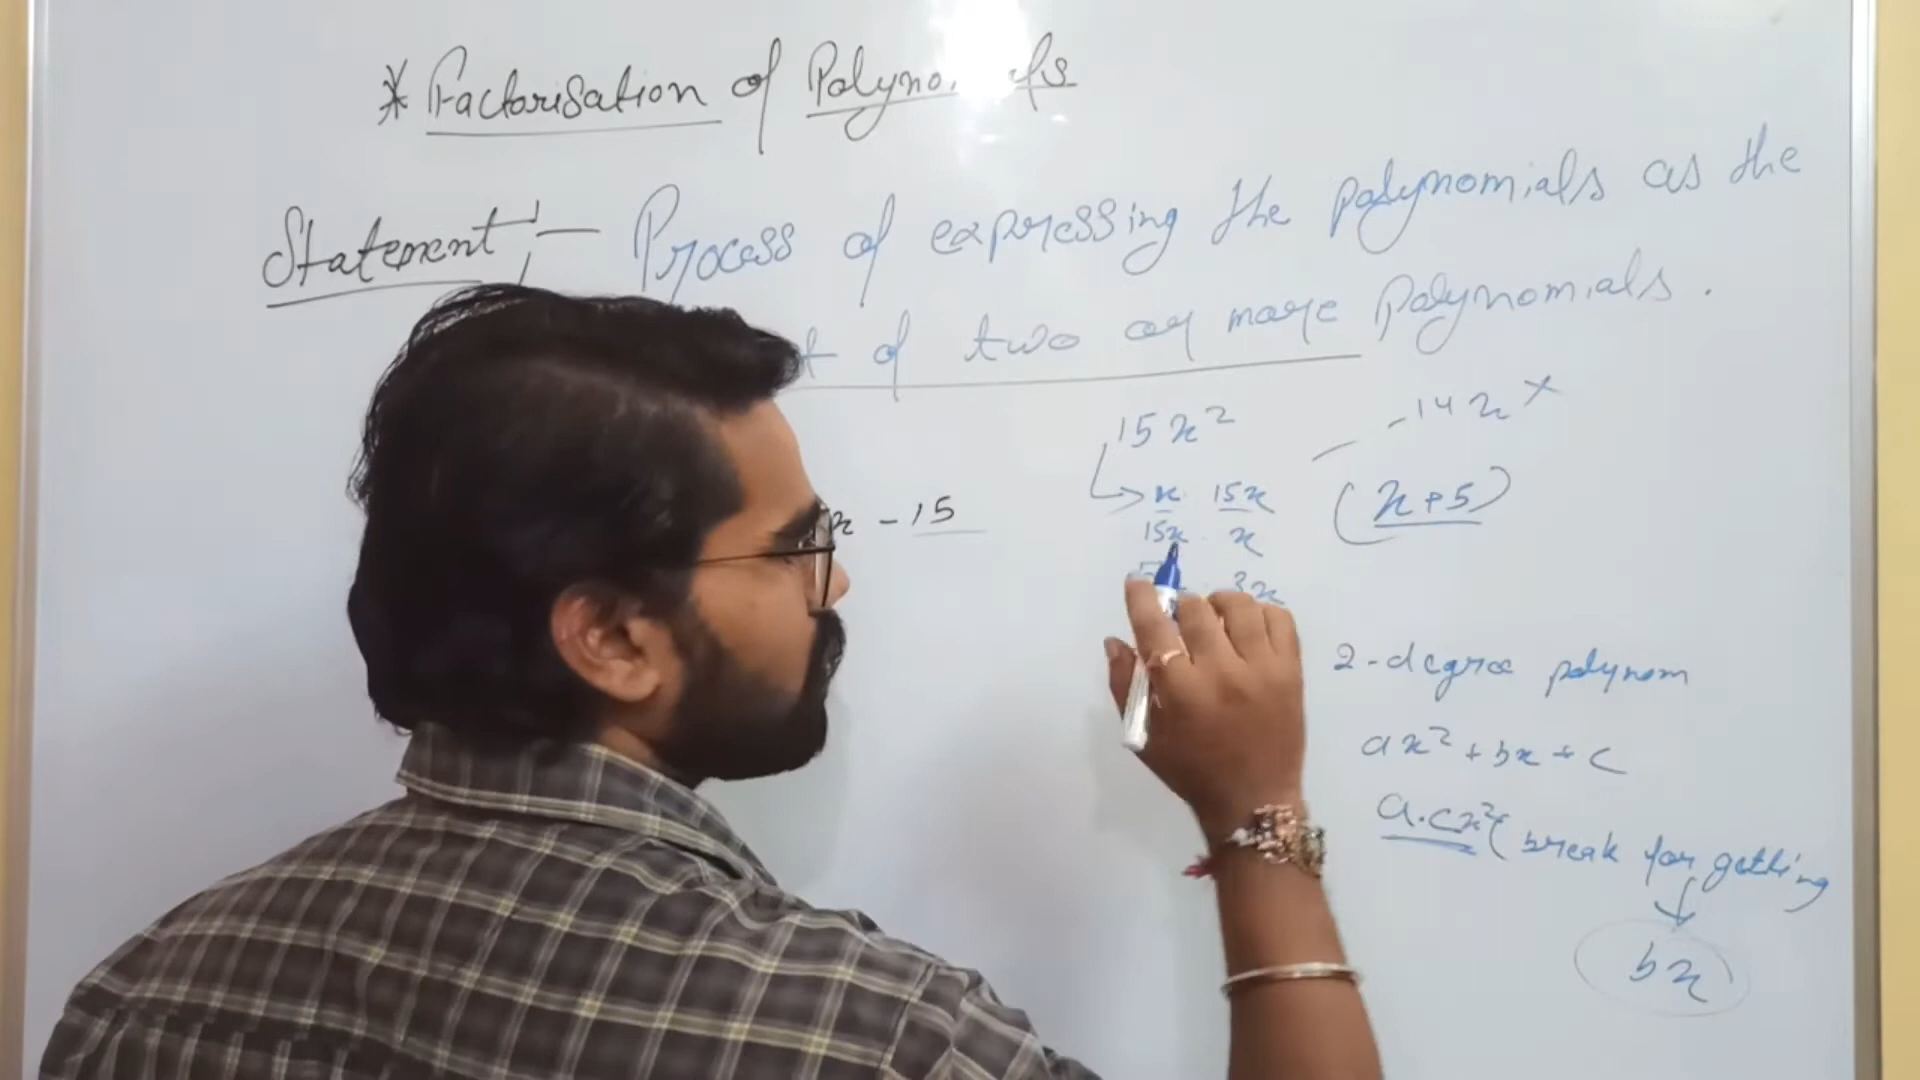 * Factorisation of
Statement :- Process of expressing the polynomials as the
of two or more Polynomials.
x - 15
15x² -14x ×
x . 15x (x+5)
15x . x
3x
2-degree polynom
ax² + bx + c
a.cx² ( break for getting
↓
bx